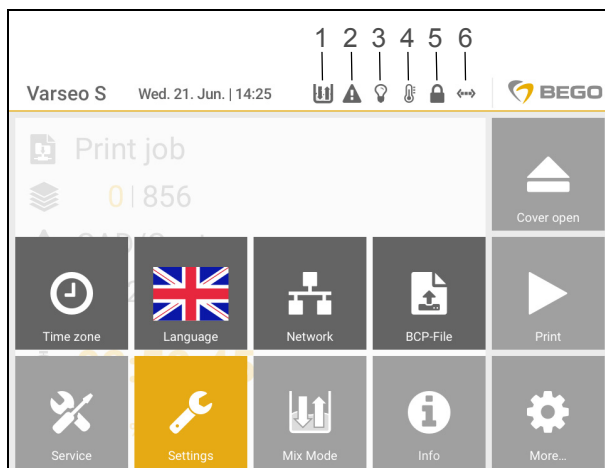 1 2 3 4 5 6
Varseo S Wed. 21. Jun. | 14:25 BEGO
Print job
0 | 856
Cover open
Time zone Language Network BCP-File Print
Service Settings Mix Mode Info More...